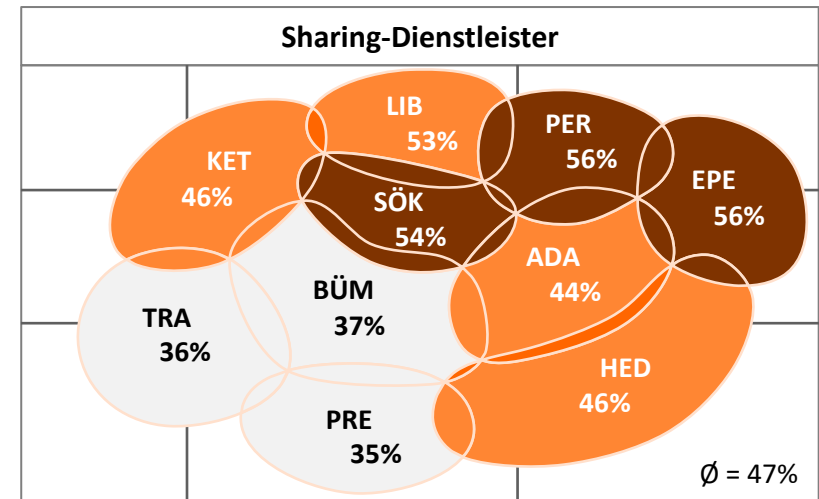 Sharing-Dienstleister
LIB
53%
PER
56%
KET
46%
EPE
56%
SÖK
54%
ADA
44%
BÜM
37%
TRA
36%
HED
46%
PRE
35%
Ø = 47%